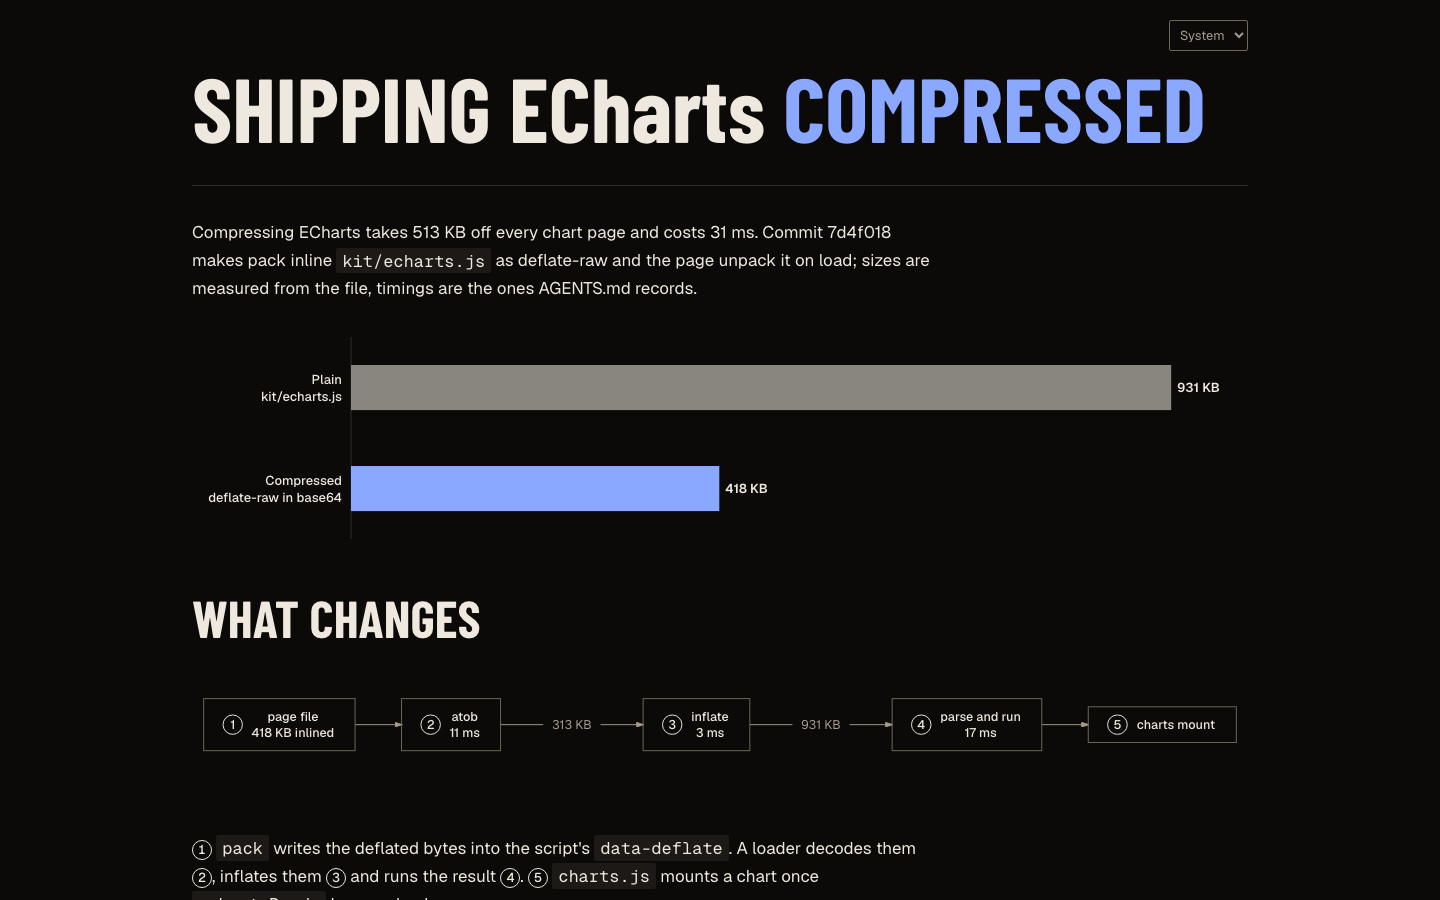 System
SHIPPING ECharts COMPRESSED
Compressing ECharts takes 513 KB off every chart page and costs 31 ms. Commit 7d4f018
makes pack inline kit/echarts.js as deflate-raw and the page unpack it on load; sizes are
measured from the file, timings are the ones AGENTS.md records.
Plain
kit/echarts.js
931 KB
Compressed
deflate-raw in base64
418 KB
WHAT CHANGES
1 page file
418 KB inlined
2 atob
11 ms
313 KB
3 inflate
3 ms
931 KB
4 parse and run
17 ms
5 charts mount
1 pack writes the deflated bytes into the script's data-deflate. A loader decodes them
2, inflates them 3 and runs the result 4. 5 charts.js mounts a chart once